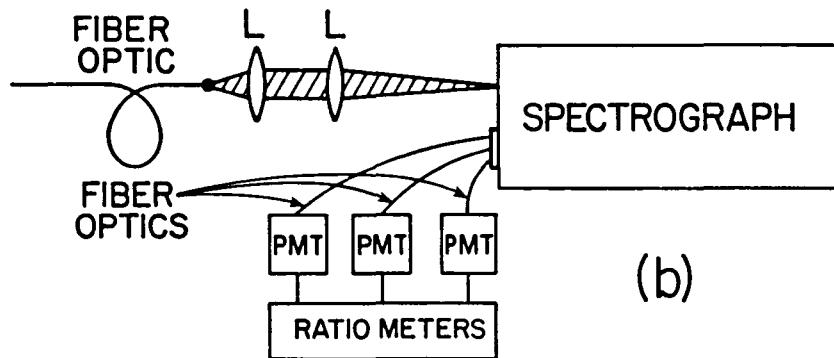 FIBER
OPTIC
L L
SPECTROGRAPH
FIBER
OPTICS
PMT PMT PMT
(b)
RATIO METERS